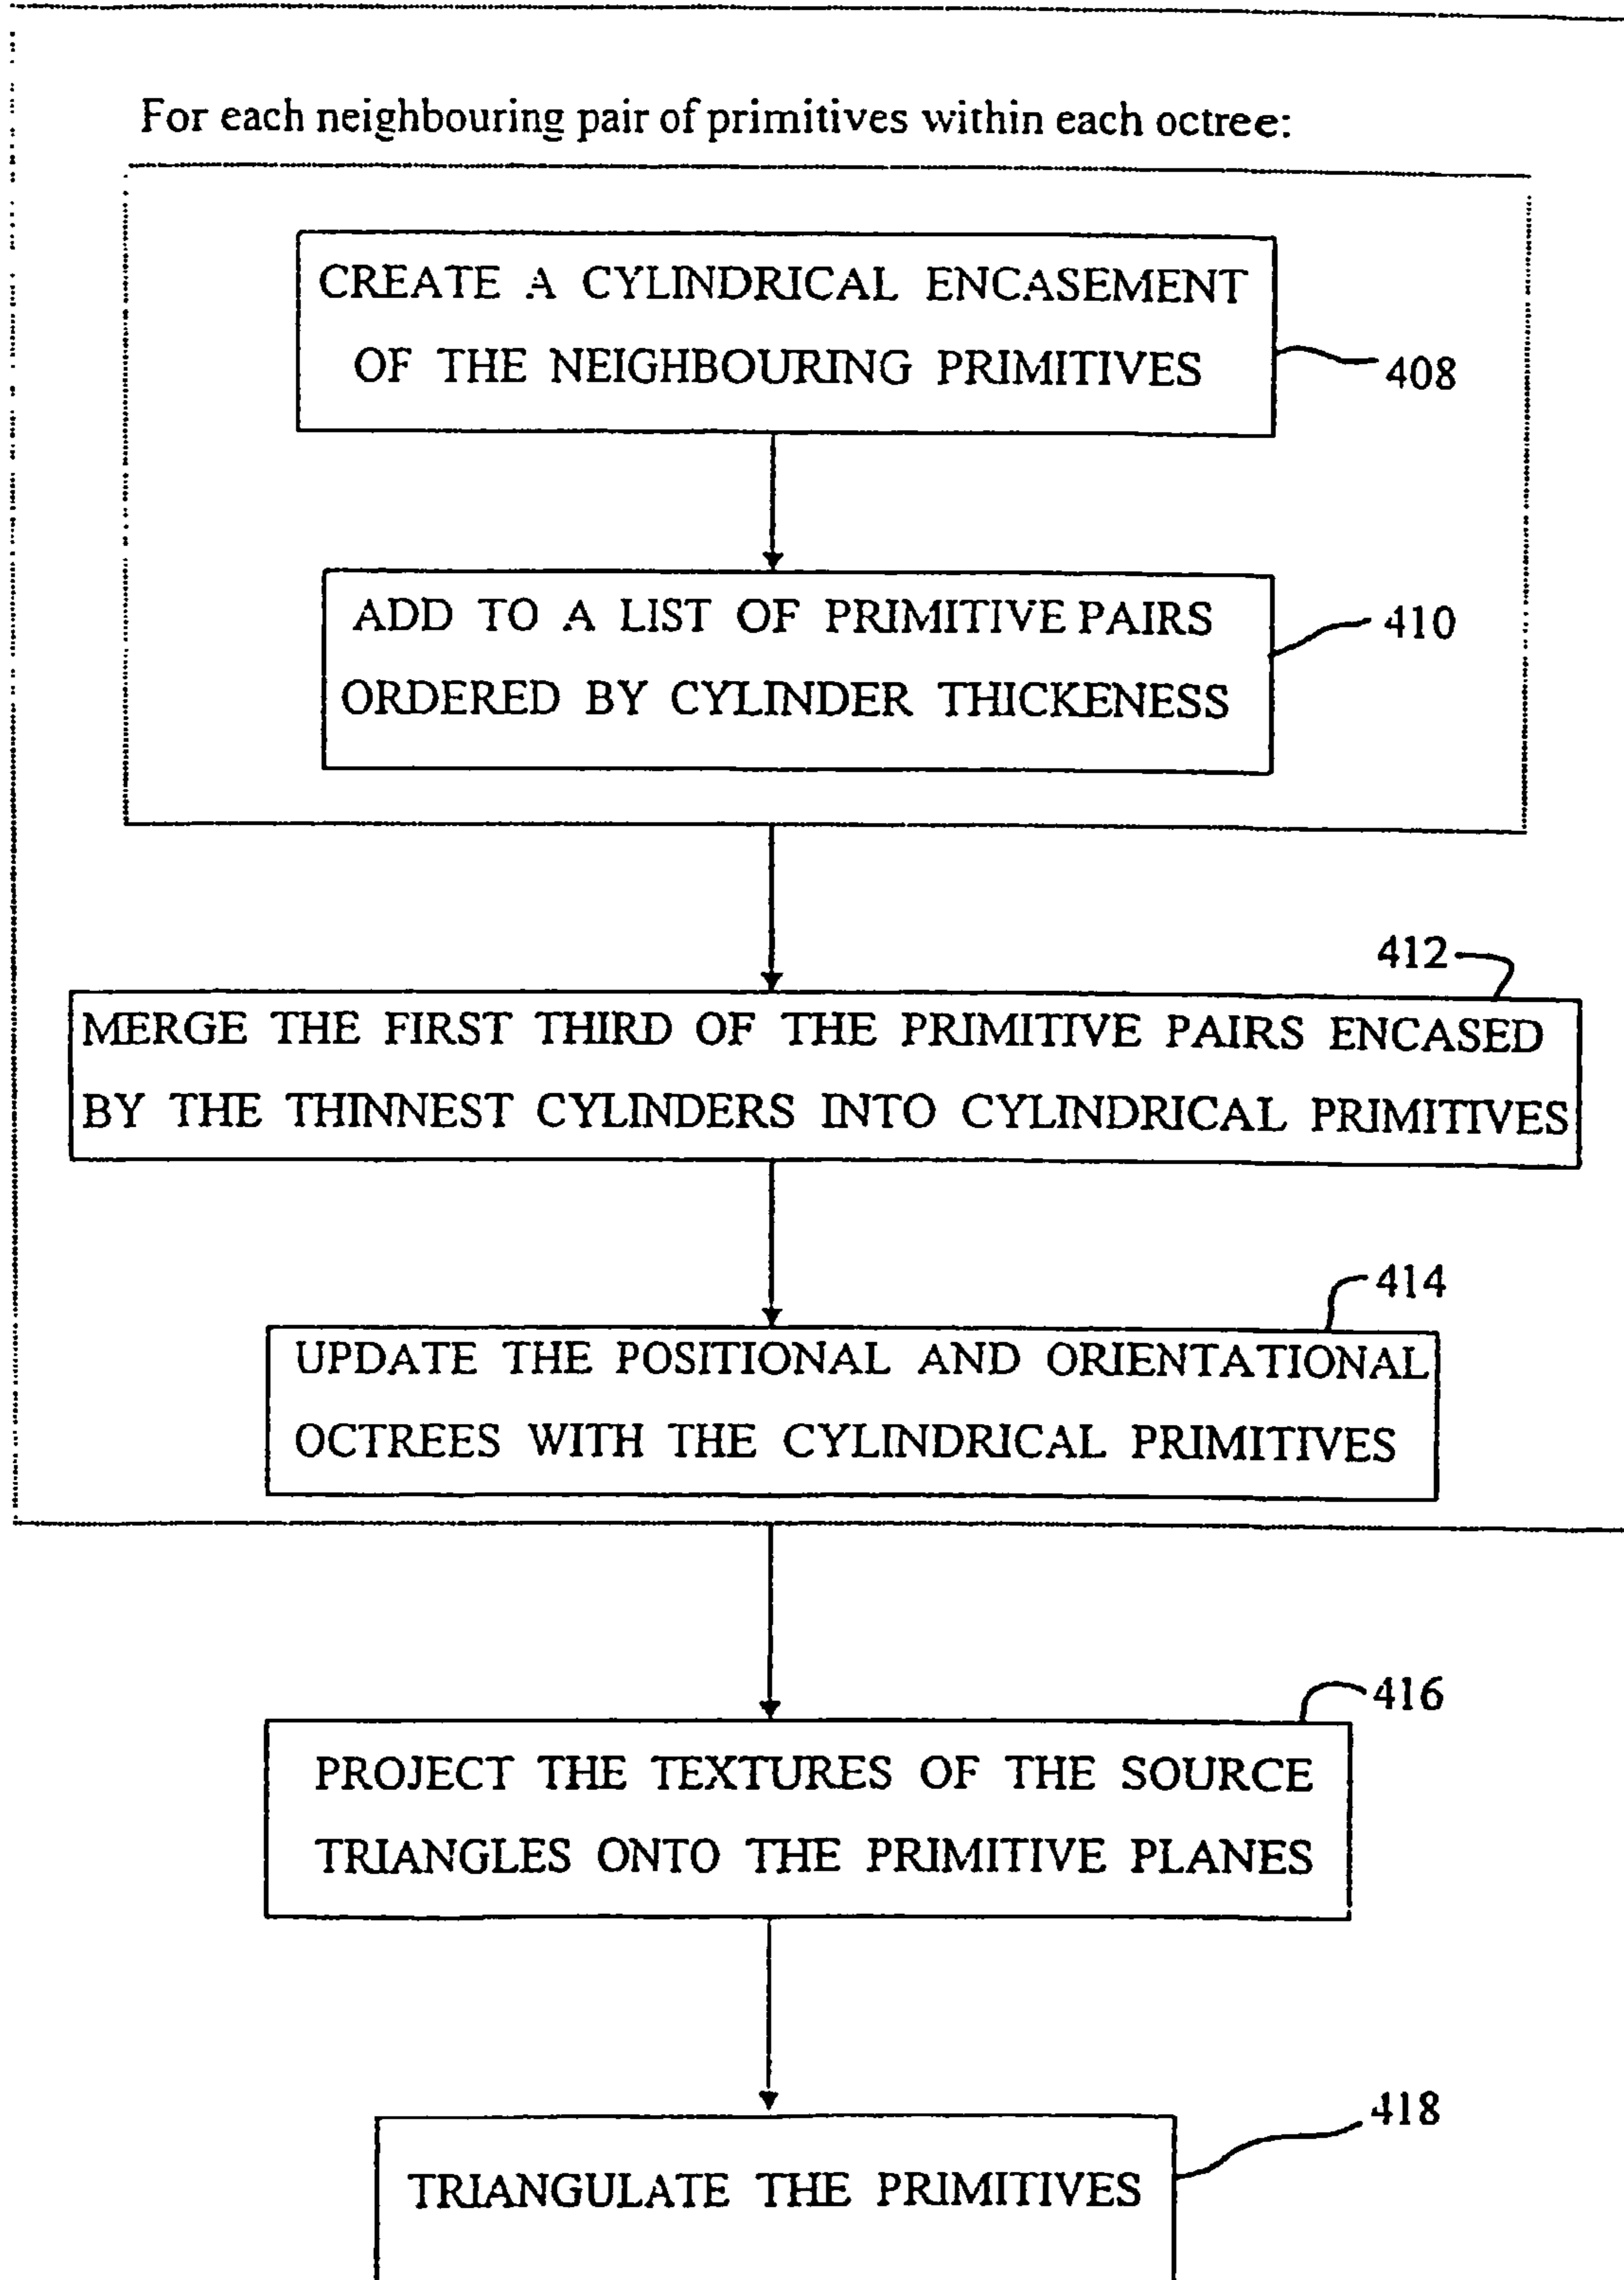 For each neighbouring pair of primitives within each octree:
CREATE A CYLINDRICAL ENCASEMENT
OF THE NEIGHBOURING PRIMITIVES
408
ADD TO A LIST OF PRIMITIVE PAIRS
ORDERED BY CYLINDER THICKENESS
410
412
MERGE THE FIRST THIRD OF THE PRIMITIVE PAIRS ENCASED
BY THE THINNEST CYLINDERS INTO CYLINDRICAL PRIMITIVES
414
UPDATE THE POSITIONAL AND ORIENTATIONAL
OCTREES WITH THE CYLINDRICAL PRIMITIVES
416
PROJECT THE TEXTURES OF THE SOURCE
TRIANGLES ONTO THE PRIMITIVE PLANES
418
TRIANGULATE THE PRIMITIVES